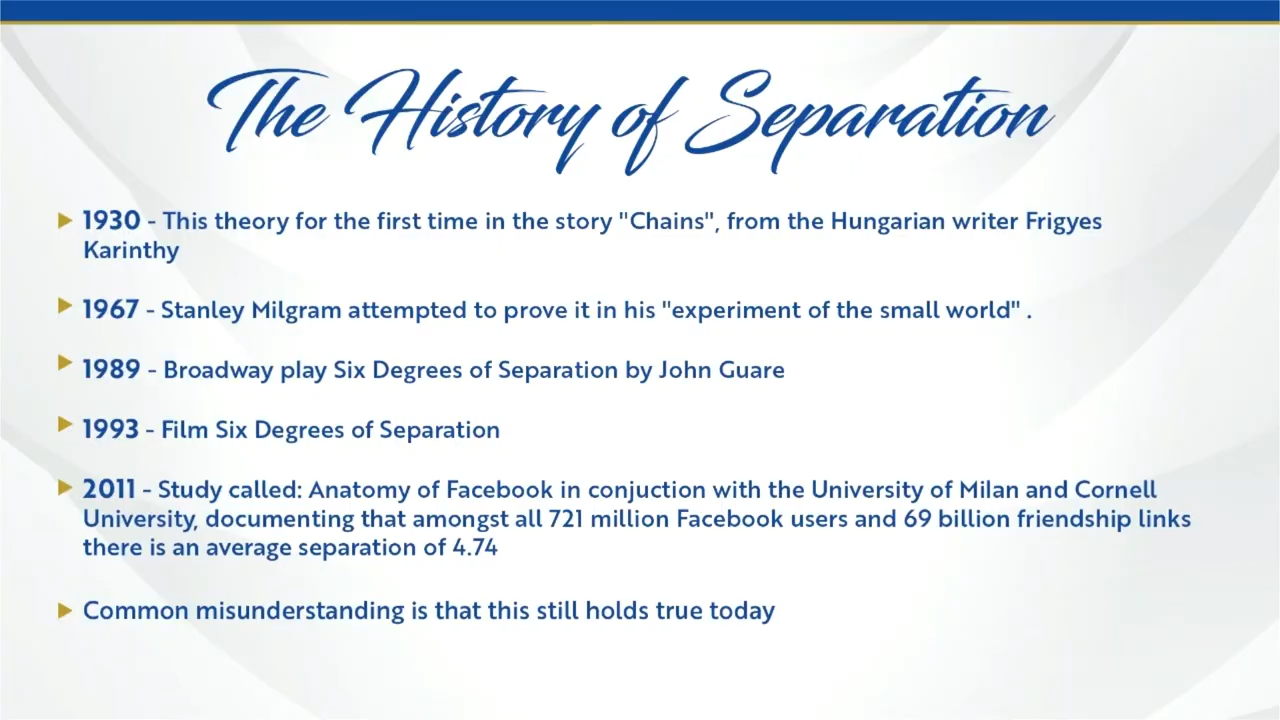 The History of Separation
1930 - This theory for the first time in the story "Chains", from the Hungarian writer Frigyes
Karinthy
1967 - Stanley Milgram attempted to prove it in his "experiment of the small world" .
1989 - Broadway play Six Degrees of Separation by John Guare
1993 - Film Six Degrees of Separation
2011 - Study called: Anatomy of Facebook in conjuction with the University of Milan and Cornell
University, documenting that amongst all 721 million Facebook users and 69 billion friendship links
there is an average separation of 4.74
Common misunderstanding is that this still holds true today